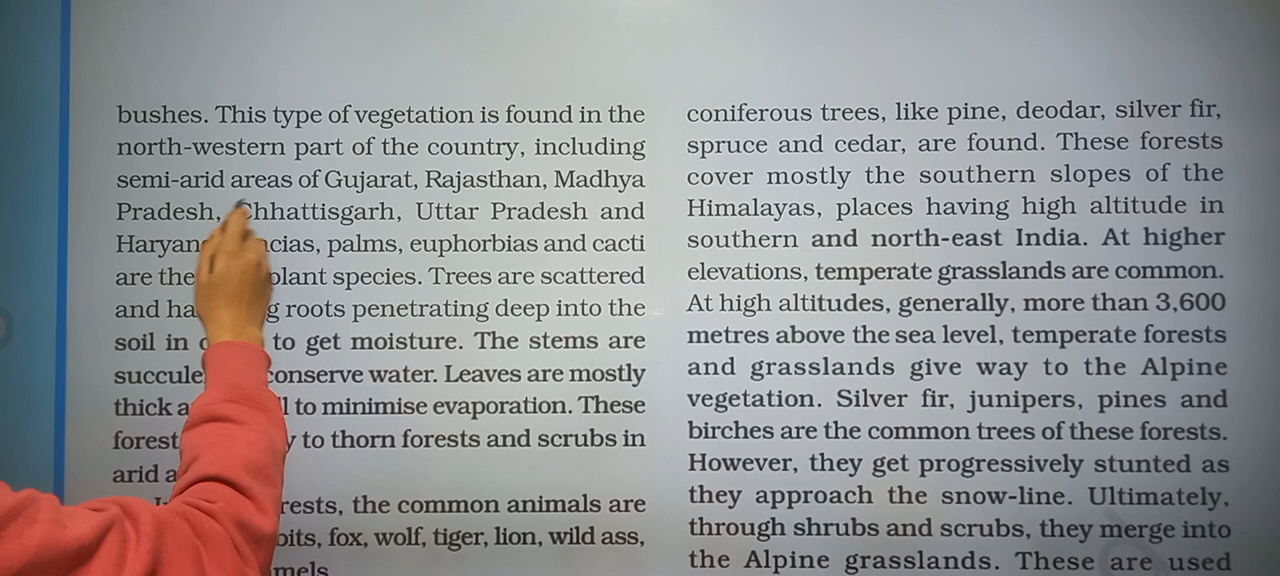 bushes. This type of vegetation is found in the
north-western part of the country, including
semi-arid areas of Gujarat, Rajasthan, Madhya
Pradesh, Chhattisgarh, Uttar Pradesh and
palms, euphorbias and cacti
are the plant species. Trees are scattered
and roots penetrating deep into the
soil in to get moisture. The stems are
conserve water. Leaves are mostly
thick to minimise evaporation. These
to thorn forests and scrubs in
arid
the common animals are
fox, wolf, tiger, lion, wild ass,
coniferous trees, like pine, deodar, silver fir,
spruce and cedar, are found. These forests
cover mostly the southern slopes of the
Himalayas, places having high altitude in
southern and north-east India. At higher
elevations, temperate grasslands are common.
At high altitudes, generally, more than 3,600
metres above the sea level, temperate forests
and grasslands give way to the Alpine
vegetation. Silver fir, junipers, pines and
birches are the common trees of these forests.
However, they get progressively stunted as
they approach the snow-line. Ultimately,
through shrubs and scrubs, they merge into
the Alpine grasslands. These are used